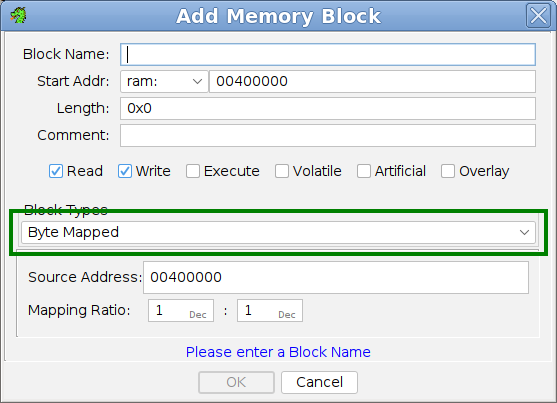 Add Memory Block
Block Name:
Start Addr: ram: 00400000
Length: 0x0
Comment:
Read Write Execute Volatile Artificial Overlay
Block Types
Byte Mapped
Source Address: 00400000
Mapping Ratio: 1 Dec : 1 Dec
Please enter a Block Name
OK Cancel